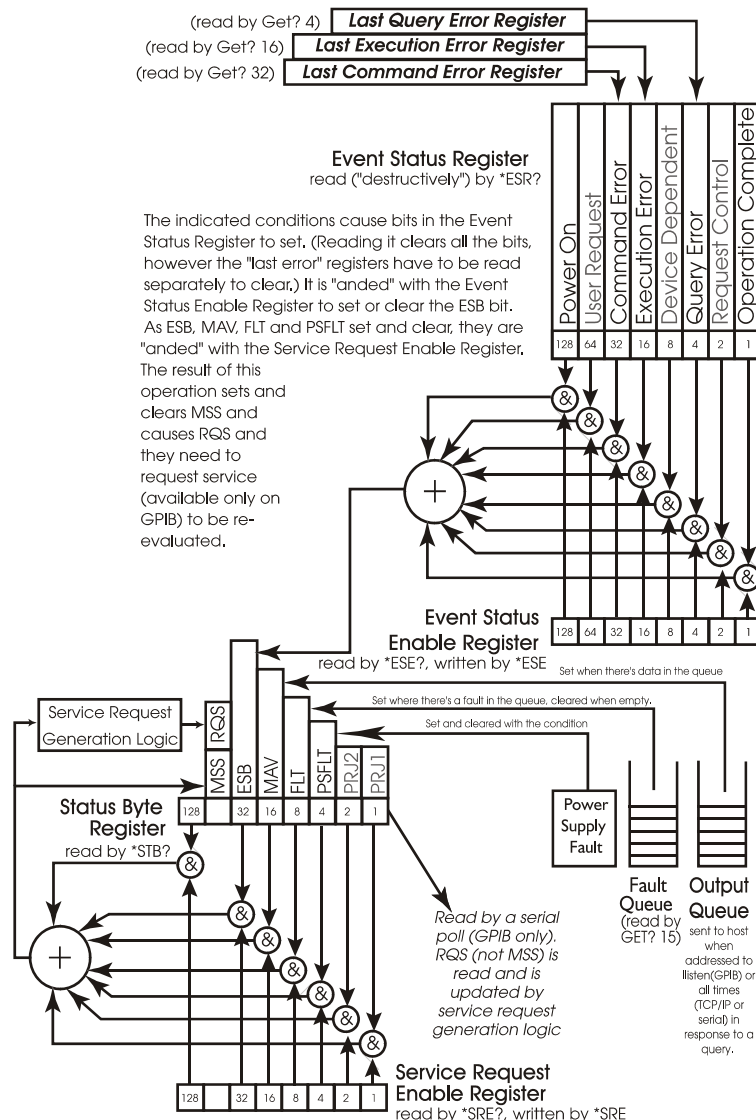 (read by Get? 4) Last Query Error Register
(read by Get? 16) Last Execution Error Register
(read by Get? 32) Last Command Error Register
Event Status Register
read ("destructively") by *ESR?
The indicated conditions cause bits in the Event
Status Register to set. (Reading it clears all the bits,
however the "last error" registers have to be read
separately to clear.) It is "anded" with the Event
Status Enable Register to set or clear the ESB bit.
As ESB, MAV, FLT and PSFLT set and clear, they are
"anded" with the Service Request Enable Register.
The result of this
operation sets and
clears MSS and
causes RQS and
they need to
request service
(available only on
GPIB) to be re-
evaluated.
Power On
User Request
Command Error
Execution Error
Device Dependent
Query Error
Request Control
Operation Complete
128 64 32 16 8 4 2 1
&
&
&
&
&
&
&
&
+
Event Status
Enable Register
read by *ESE?, written by *ESE
128 64 32 16 8 4 2 1
Set when there's data in the queue
Set where there's a fault in the queue, cleared when empty.
Set and cleared with the condition
Service Request
Generation Logic
RQS
MSS
ESB
MAV
FLT
PSFLT
PRJ2
PRJ1
Status Byte
Register
read by *STB?
128 32 16 8 4 2 1
&
&
&
&
&
&
&
+
Power
Supply
Fault
Fault
Queue
(read by
GET? 15)
Output
Queue
sent to host
when
addressed to
llisten(GPIB) or
all times
(TCP/IP or
serial) in
response to a
query.
Read by a serial
poll (GPIB only).
RQS (not MSS) is
read and is
updated by
service request
generation logic
128 32 16 8 4 2 1
Service Request
Enable Register
read by *SRE?, written by *SRE